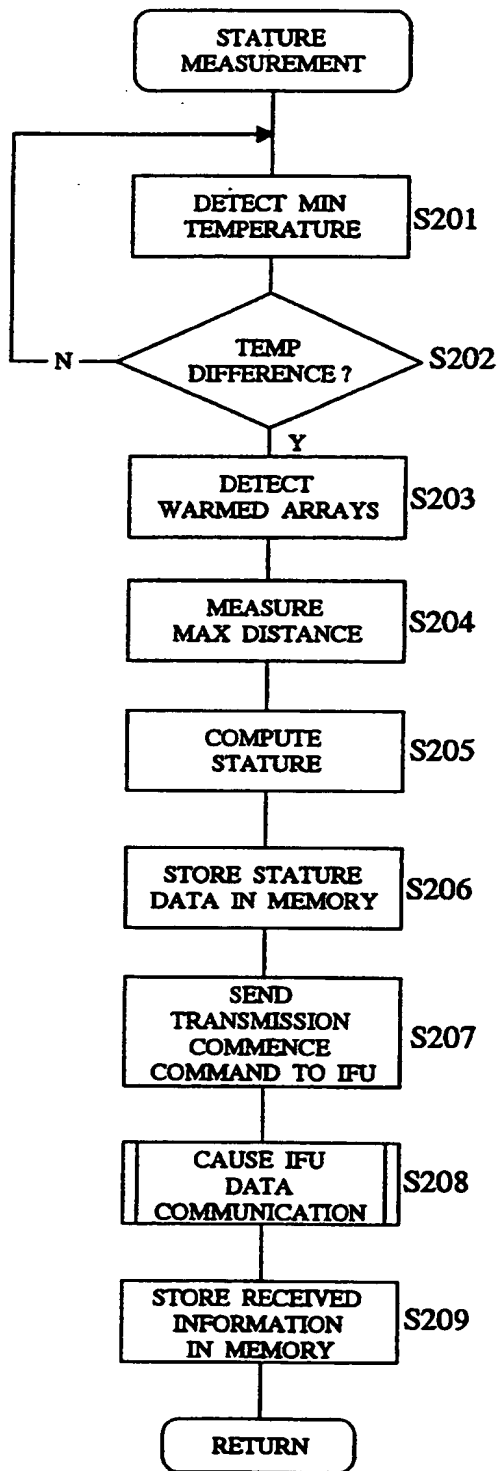 STATURE
MEASUREMENT
DETECT MIN
TEMPERATURE
S201
TEMP
DIFFERENCE ?
S202
N
Y
DETECT
WARMED ARRAYS
S203
MEASURE
MAX DISTANCE
S204
COMPUTE
STATURE
S205
STORE STATURE
DATA IN MEMORY
S206
SEND
TRANSMISSION
COMMENCE
COMMAND TO IFU
S207
CAUSE IFU
DATA
COMMUNICATION
S208
STORE RECEIVED
INFORMATION
IN MEMORY
S209
RETURN